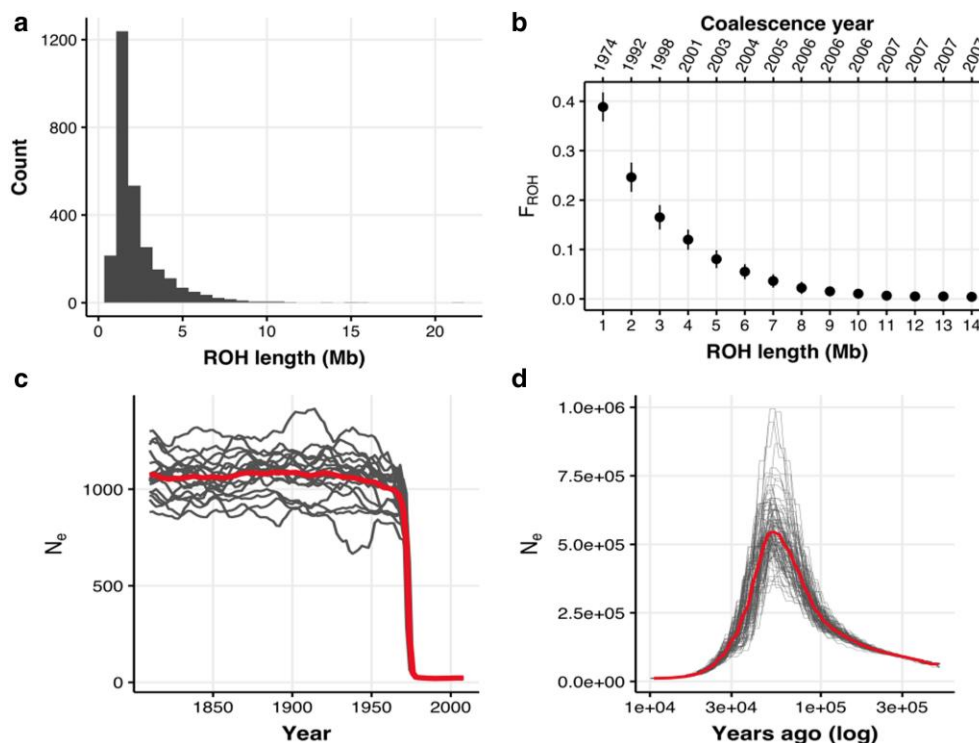 a
1200
800
400
0
Count
0 5 10 15 20
ROH length (Mb)
b
Coalescence year
1974 1992 1998 2001 2003 2004 2005 2006 2006 2006 2007 2007 2007
0.4
0.3
0.2
0.1
0.0
FROH
1 2 3 4 5 6 7 8 9 10 11 12 13 14
ROH length (Mb)
c
1000
500
0
Ne
1850 1900 1950 2000
Year
d
1.0e+06
7.5e+05
5.0e+05
2.5e+05
0.0e+00
Ne
1e+04 3e+04 1e+05 3e+05
Years ago (log)